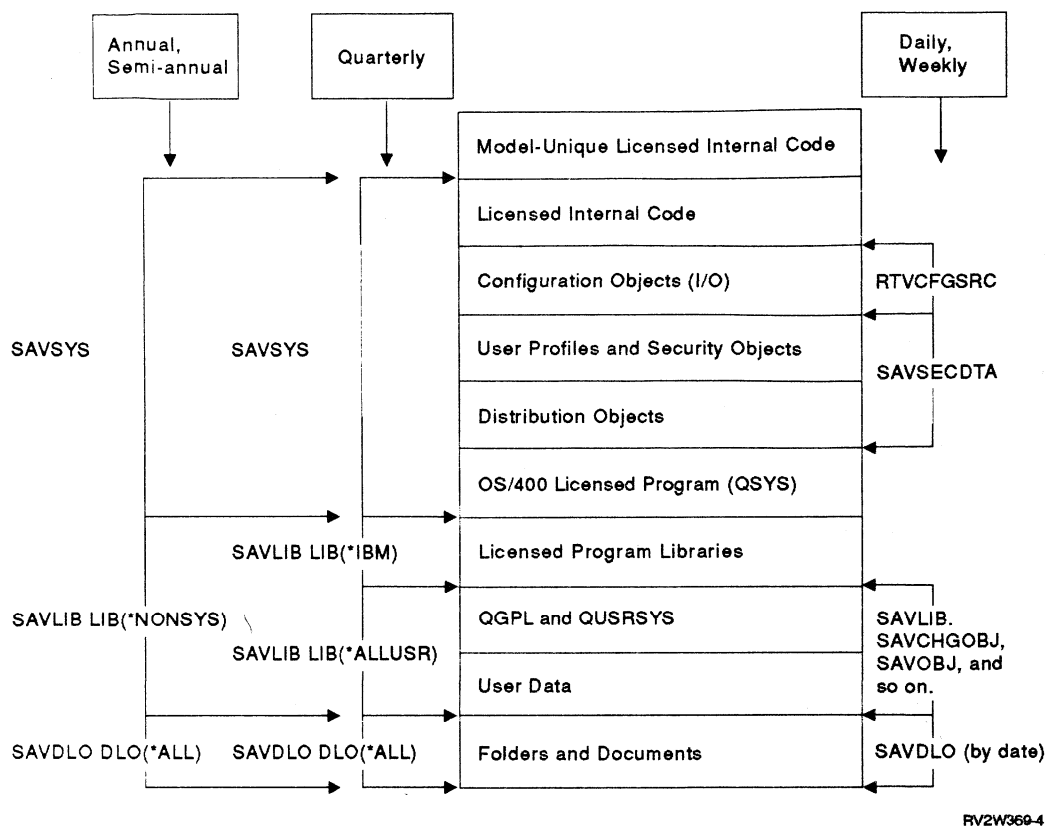 Annual,
Semi-annual
Quarterly
Daily,
Weekly
Model-Unique Licensed Internal Code
Licensed Internal Code
Configuration Objects (I/O)
RTVCFGSRC
SAVSYS
SAVSYS
User Profiles and Security Objects
SAVSECDTA
Distribution Objects
OS/400 Licensed Program (QSYS)
SAVLIB LIB(*IBM)
Licensed Program Libraries
SAVLIB LIB(*NONSYS)
QGPL and QUSRSYS
SAVLIB.
SAVCHGOBJ,
SAVOBJ, and
so on.
SAVLIB LIB(*ALLUSR)
User Data
SAVDLO DLO(*ALL)
SAVDLO DLO(*ALL)
Folders and Documents
SAVDLO (by date)
RV2W369-4